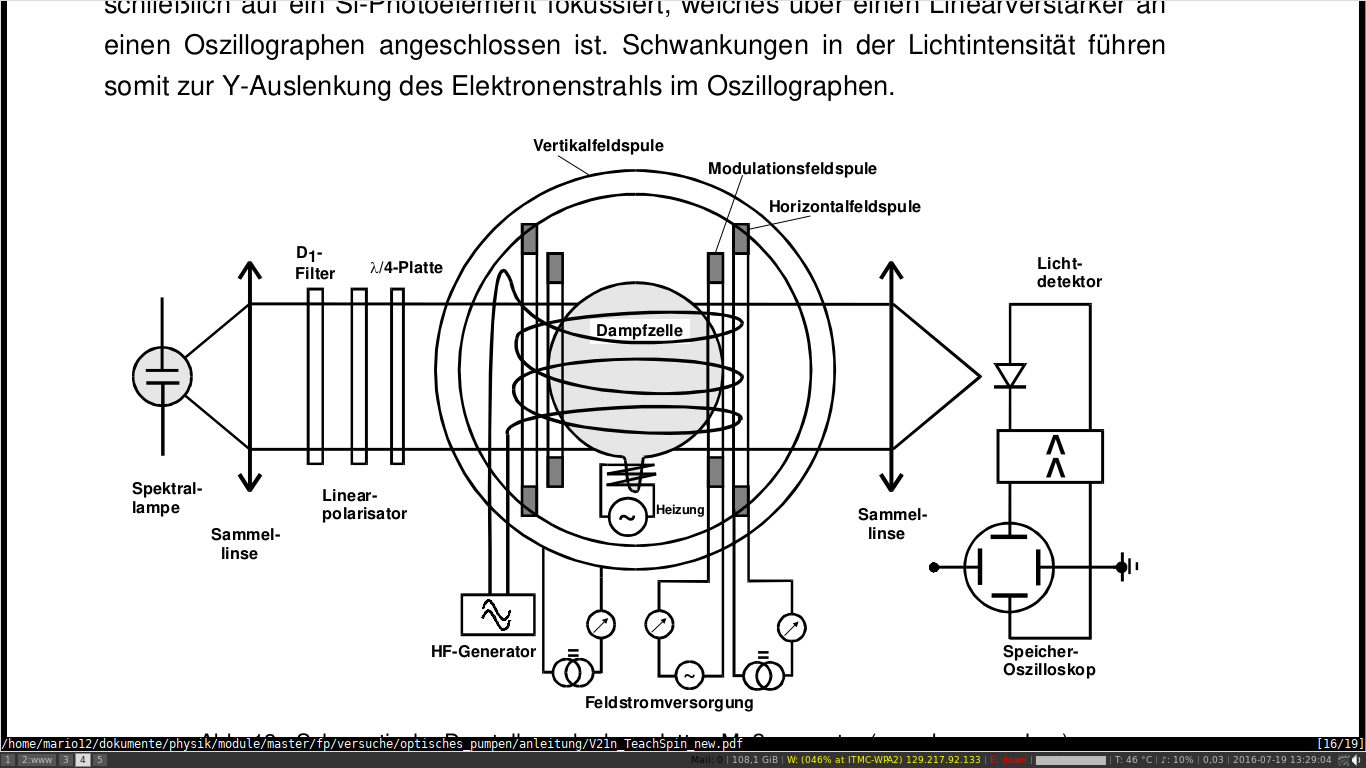 schließlich auf ein Si-Photoelement fokussiert, welches über einen Linearverstärker an
einen Oszillographen angeschlossen ist. Schwankungen in der Lichtintensität führen
somit zur Y-Auslenkung des Elektronenstrahls im Oszillographen.
Vertikalfeldspule
Modulationsfeldspule
Horizontalfeldspule
D1-
Filter
λ/4-Platte
Licht-
detektor
Dampfzelle
Spektral-
lampe
Linear-
polarisator
Sammel-
linse
Heizung
~
Sammel-
linse
HF-Generator
=
~
=
Feldstromversorgung
Speicher-
Oszilloskop
/home/mario12/dokumente/physik/module/master/fp/versuche/optisches_pumpen/anleitung/V21n_TeachSpin_new.pdf [16/19]
1 2:www 3 4 5 Mail: 0 | 108,1 GiB | W: (046% at ITMC-WPA2) 129.217.92.133 | E: down | T: 46 °C | ♪: 10% | 0,03 | 2016-07-19 13:29:04